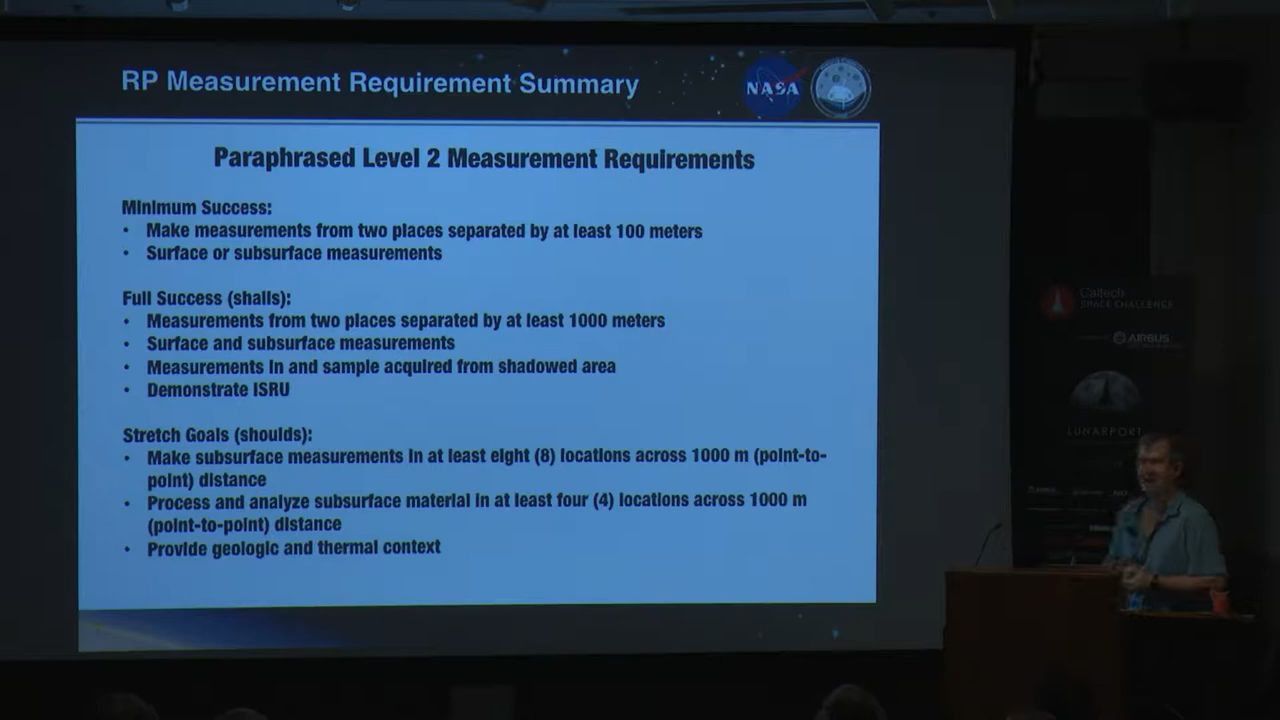 RP Measurement Requirement Summary
NASA
Paraphrased Level 2 Measurement Requirements
Minimum Success:
• Make measurements from two places separated by at least 100 meters
• Surface or subsurface measurements
Full Success (shalls):
• Measurements from two places separated by at least 1000 meters
• Surface and subsurface measurements
• Measurements in and sample acquired from shadowed area
• Demonstrate ISRU
Stretch Goals (shoulds):
• Make subsurface measurements in at least eight (8) locations across 1000 m (point-to-
point) distance
• Process and analyze subsurface material in at least four (4) locations across 1000 m
(point-to-point) distance
• Provide geologic and thermal context
Caltech
SPACE CHALLENGE
AIRBUS
LUNARPORT